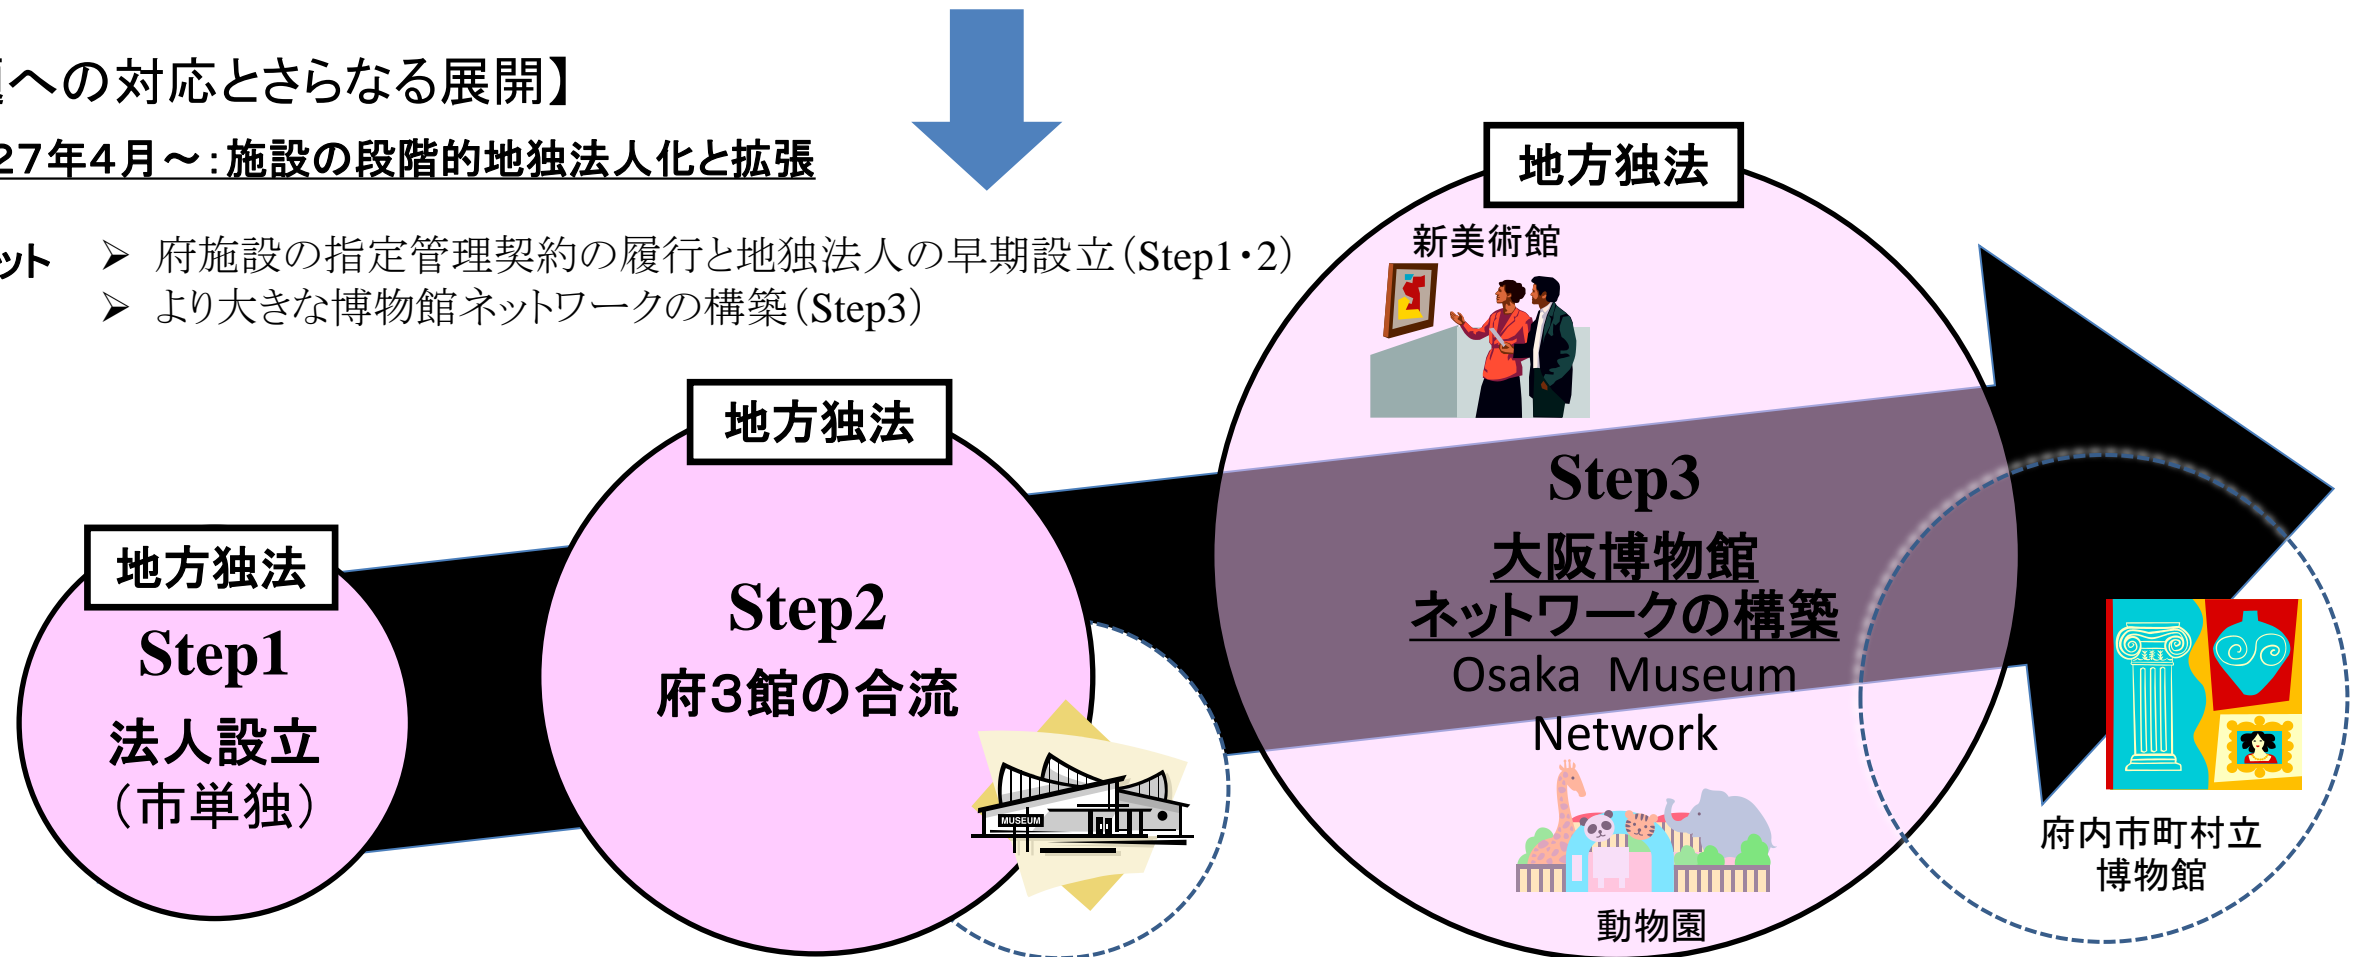 への対応とさらなる展開】
27年4月～：施設の段階的地独法人化と拡張
ット
➢ 府施設の指定管理契約の履行と地独法人の早期設立（Step1・2）
➢ より大きな博物館ネットワークの構築（Step3）
地方独法
Step1
法人設立
（市単独）
地方独法
Step2
府3館の合流
MUSEUM
地方独法
新美術館
Step3
大阪博物館
ネットワークの構築
Osaka Museum
Network
動物園
府内市町村立
博物館